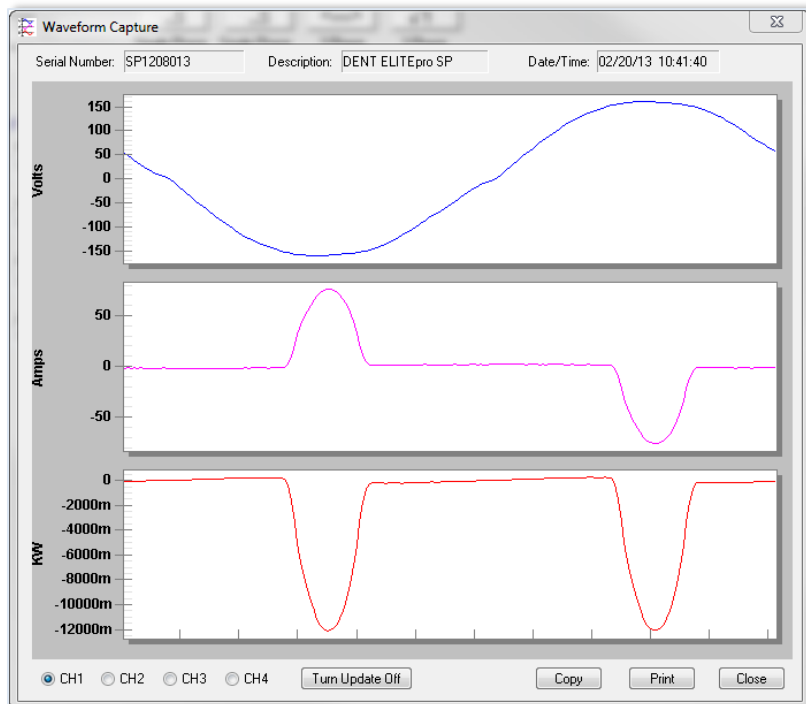 Waveform Capture
Serial Number: SP1208013 Description: DENT ELITEpro SP Date/Time: 02/20/13 10:41:40
150
100
50
0
-50
-100
-150
Volts
50
0
-50
Amps
0
-2000m
-4000m
-6000m
-8000m
-10000m
-12000m
KW
CH1 CH2 CH3 CH4 Turn Update Off Copy Print Close